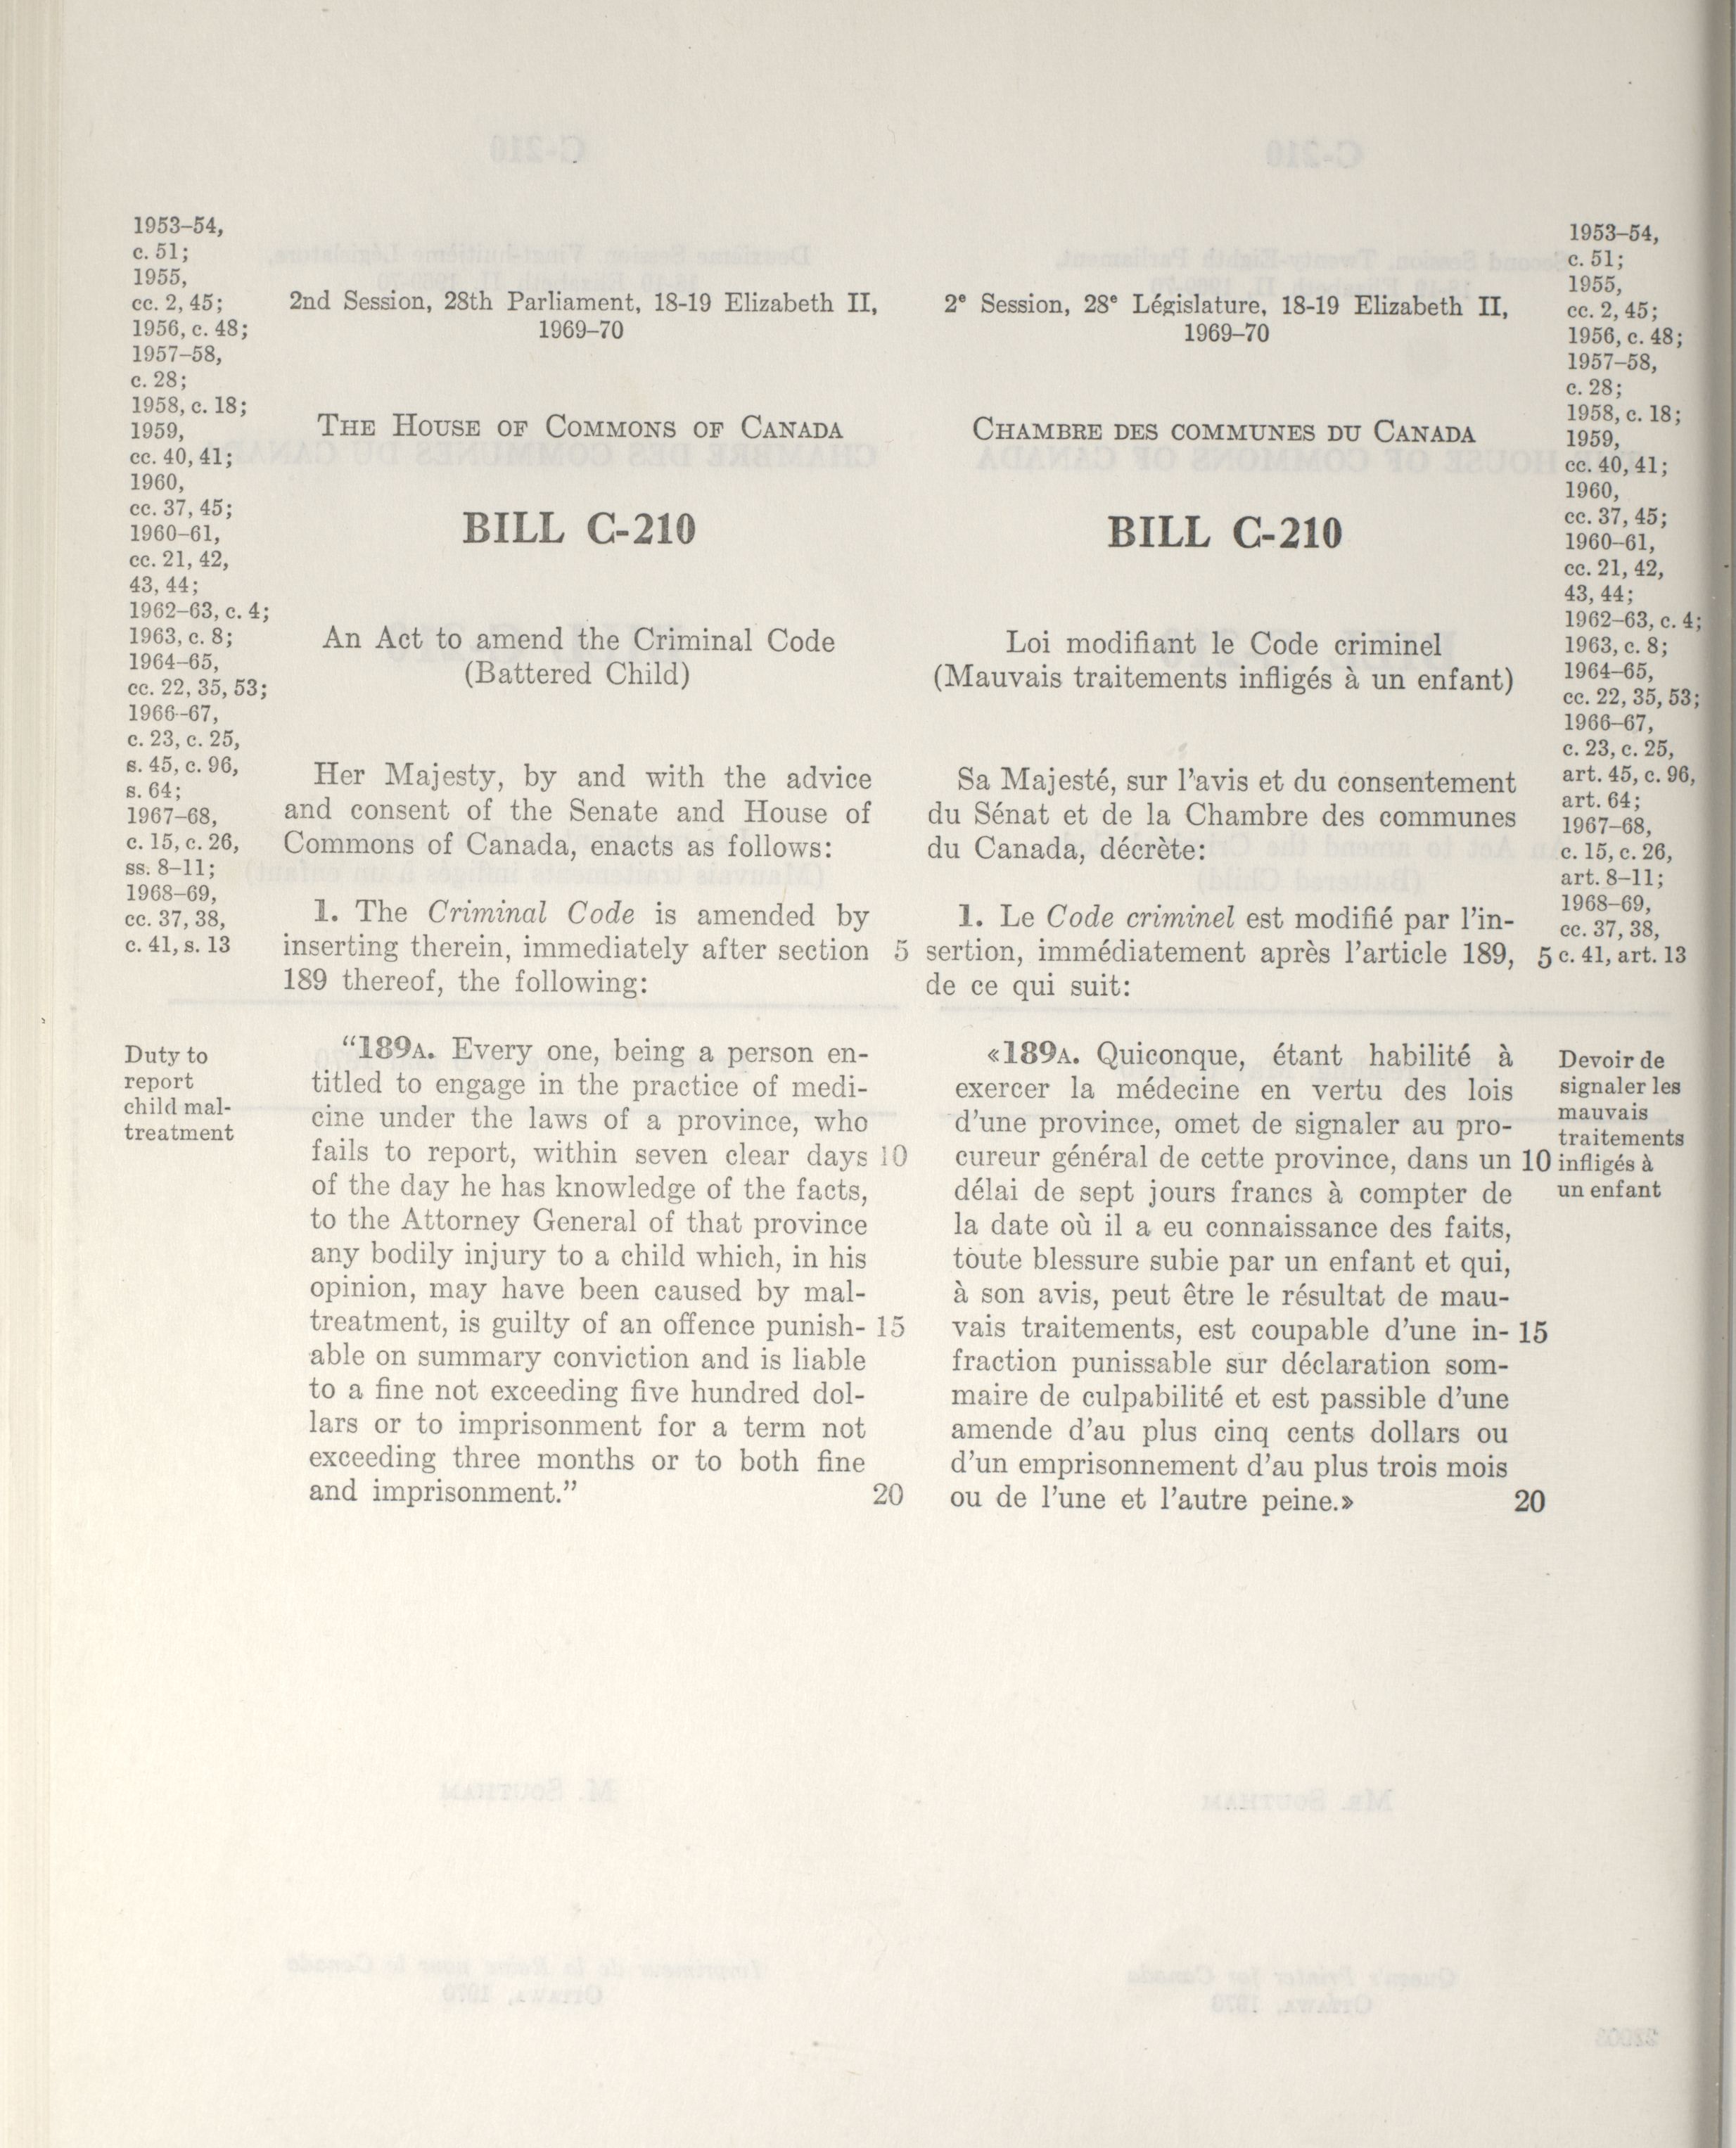 1953–54,
c. 51;
1955,
cc. 2, 45;
1956, c. 48;
1957–58,
c. 28;
1958, c. 18;
1959,
cc. 40, 41;
1960,
cc. 37, 45;
1960–61,
cc. 21, 42,
43, 44;
1962–63, c. 4;
1963, c. 8;
1964–65,
cc. 22, 35, 53;
1966–67,
c. 23, c. 25,
s. 45, c. 96,
s. 64;
1967–68,
c. 15, c. 26,
ss. 8–11;
1968–69,
cc. 37, 38,
c. 41, s. 13
2nd Session, 28th Parliament, 18-19 Elizabeth II,
1969–70
THE HOUSE OF COMMONS OF CANADA
BILL C-210
An Act to amend the Criminal Code
(Battered Child)
Her Majesty, by and with the advice
and consent of the Senate and House of
Commons of Canada, enacts as follows:
1. The Criminal Code is amended by
inserting therein, immediately after section 5
189 thereof, the following:
Duty to
report
child mal-
treatment
“189A. Every one, being a person en-
titled to engage in the practice of medi-
cine under the laws of a province, who
fails to report, within seven clear days 10
of the day he has knowledge of the facts,
to the Attorney General of that province
any bodily injury to a child which, in his
opinion, may have been caused by mal-
treatment, is guilty of an offence punish- 15
able on summary conviction and is liable
to a fine not exceeding five hundred dol-
lars or to imprisonment for a term not
exceeding three months or to both fine
and imprisonment.” 20
2e Session, 28e Législature, 18-19 Elizabeth II,
1969–70
CHAMBRE DES COMMUNES DU CANADA
BILL C-210
Loi modifiant le Code criminel
(Mauvais traitements infligés à un enfant)
Sa Majesté, sur l’avis et du consentement
du Sénat et de la Chambre des communes
du Canada, décrète:
1. Le Code criminel est modifié par l’in-
sertion, immédiatement après l’article 189, 5
de ce qui suit:
«189A. Quiconque, étant habilité à
exercer la médecine en vertu des lois
d’une province, omet de signaler au pro-
cureur général de cette province, dans un 10
délai de sept jours francs à compter de
la date où il a eu connaissance des faits,
toute blessure subie par un enfant et qui,
à son avis, peut être le résultat de mau-
vais traitements, est coupable d’une in- 15
fraction punissable sur déclaration som-
maire de culpabilité et est passible d’une
amende d’au plus cinq cents dollars ou
d’un emprisonnement d’au plus trois mois
ou de l’une et l’autre peine.» 20
1953–54,
c. 51;
1955,
cc. 2, 45;
1956, c. 48;
1957–58,
c. 28;
1958, c. 18;
1959,
cc. 40, 41;
1960,
cc. 37, 45;
1960–61,
cc. 21, 42,
43, 44;
1962–63, c. 4;
1963, c. 8;
1964–65,
cc. 22, 35, 53;
1966–67,
c. 23, c. 25,
art. 45, c. 96,
art. 64;
1967–68,
c. 15, c. 26,
art. 8–11;
1968–69,
cc. 37, 38,
c. 41, art. 13
Devoir de
signaler les
mauvais
traitements
infligés à
un enfant